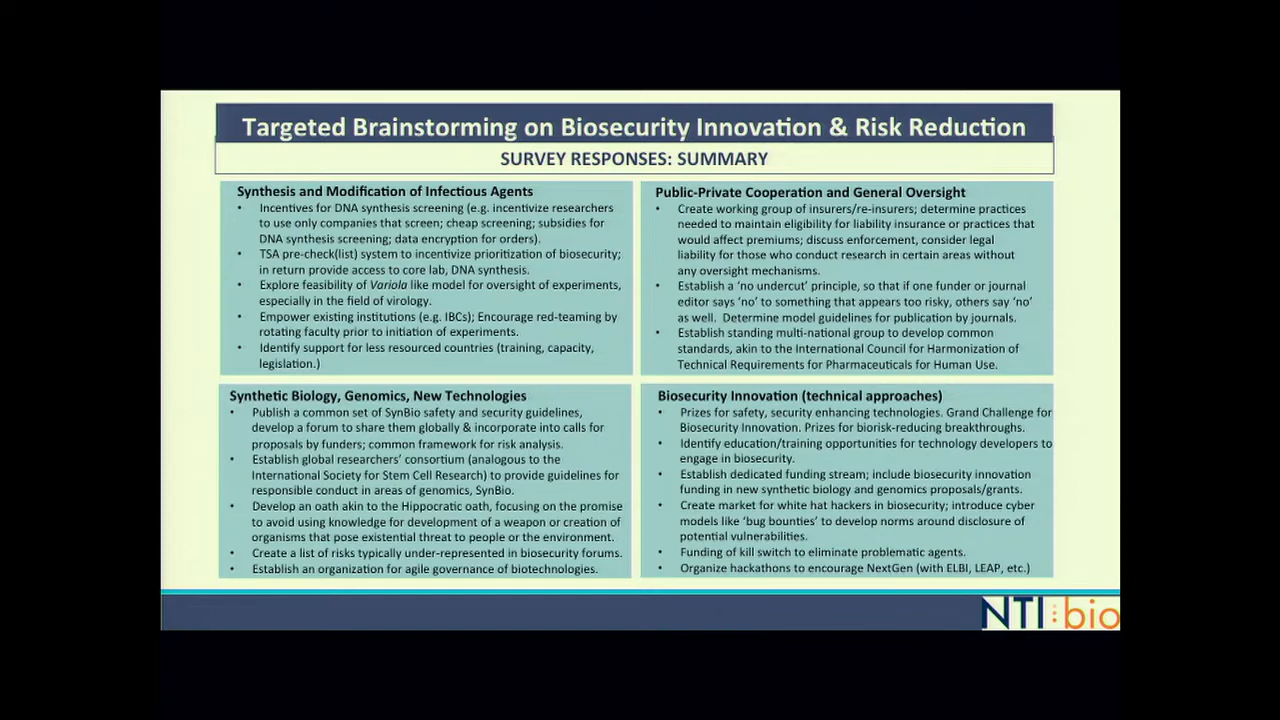 Targeted Brainstorming on Biosecurity Innovation & Risk Reduction
SURVEY RESPONSES: SUMMARY
Synthesis and Modification of Infectious Agents
• Incentives for DNA synthesis screening (e.g. incentivize researchers
to use only companies that screen; cheap screening; subsidies for
DNA synthesis screening; data encryption for orders).
• TSA pre-check(list) system to incentivize prioritization of biosecurity;
in return provide access to core lab, DNA synthesis.
• Explore feasibility of Variola like model for oversight of experiments,
especially in the field of virology.
• Empower existing institutions (e.g. IBCs); Encourage red-teaming by
rotating faculty prior to initiation of experiments.
• Identify support for less resourced countries (training, capacity,
legislation.)
Public-Private Cooperation and General Oversight
• Create working group of insurers/re-insurers; determine practices
needed to maintain eligibility for liability insurance or practices that
would affect premiums; discuss enforcement, consider legal
liability for those who conduct research in certain areas without
any oversight mechanisms.
• Establish a ‘no undercut’ principle, so that if one funder or journal
editor says ‘no’ to something that appears too risky, others say ‘no’
as well. Determine model guidelines for publication by journals.
• Establish standing multi-national group to develop common
standards, akin to the International Council for Harmonization of
Technical Requirements for Pharmaceuticals for Human Use.
Synthetic Biology, Genomics, New Technologies
• Publish a common set of SynBio safety and security guidelines,
develop a forum to share them globally & incorporate into calls for
proposals by funders; common framework for risk analysis.
• Establish global researchers’ consortium (analogous to the
International Society for Stem Cell Research) to provide guidelines for
responsible conduct in areas of genomics, SynBio.
• Develop an oath akin to the Hippocratic oath, focusing on the promise
to avoid using knowledge for development of a weapon or creation of
organisms that pose existential threat to people or the environment.
• Create a list of risks typically under-represented in biosecurity forums.
• Establish an organization for agile governance of biotechnologies.
Biosecurity Innovation (technical approaches)
• Prizes for safety, security enhancing technologies. Grand Challenge for
Biosecurity Innovation. Prizes for biorisk-reducing breakthroughs.
• Identify education/training opportunities for technology developers to
engage in biosecurity.
• Establish dedicated funding stream; include biosecurity innovation
funding in new synthetic biology and genomics proposals/grants.
• Create market for white hat hackers in biosecurity; introduce cyber
models like ‘bug bounties’ to develop norms around disclosure of
potential vulnerabilities.
• Funding of kill switch to eliminate problematic agents.
• Organize hackathons to encourage NextGen (with ELBI, LEAP, etc.)
NTI:bio